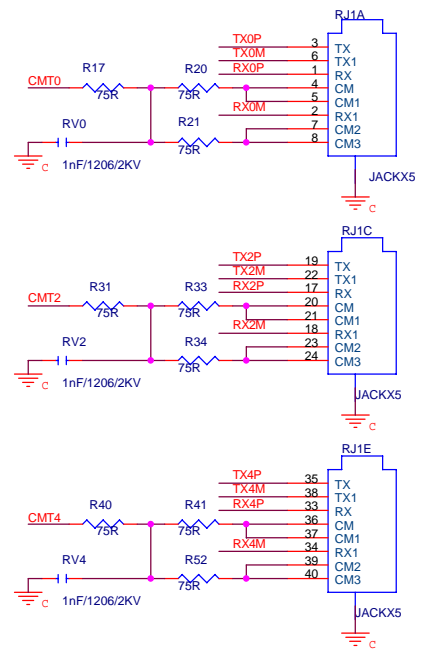 RJ1A
TX0P 3 TX
TX0M 6 TX1
RX0P 1 RX
CMT0 R17 75R R20 75R 4 CM
5 CM1
RX0M 2 RX1
R21 75R 7 CM2
8 CM3
RV0
1nF/1206/2KV
C
JACKX5
C
RJ1C
TX2P 19 TX
TX2M 22 TX1
RX2P 17 RX
CMT2 R31 75R R33 75R 20 CM
21 CM1
RX2M 18 RX1
R34 75R 23 CM2
24 CM3
RV2
1nF/1206/2KV
C
JACKX5
C
RJ1E
TX4P 35 TX
TX4M 38 TX1
RX4P 33 RX
CMT4 R40 75R R41 75R 36 CM
37 CM1
RX4M 34 RX1
R52 75R 39 CM2
40 CM3
RV4
1nF/1206/2KV
C
JACKX5
C